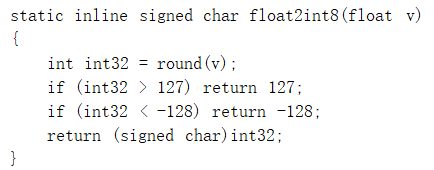 static inline signed char float2int8(float v)
{
    int int32 = round(v);
    if (int32 > 127) return 127;
    if (int32 < -128) return -128;
    return (signed char)int32;
}